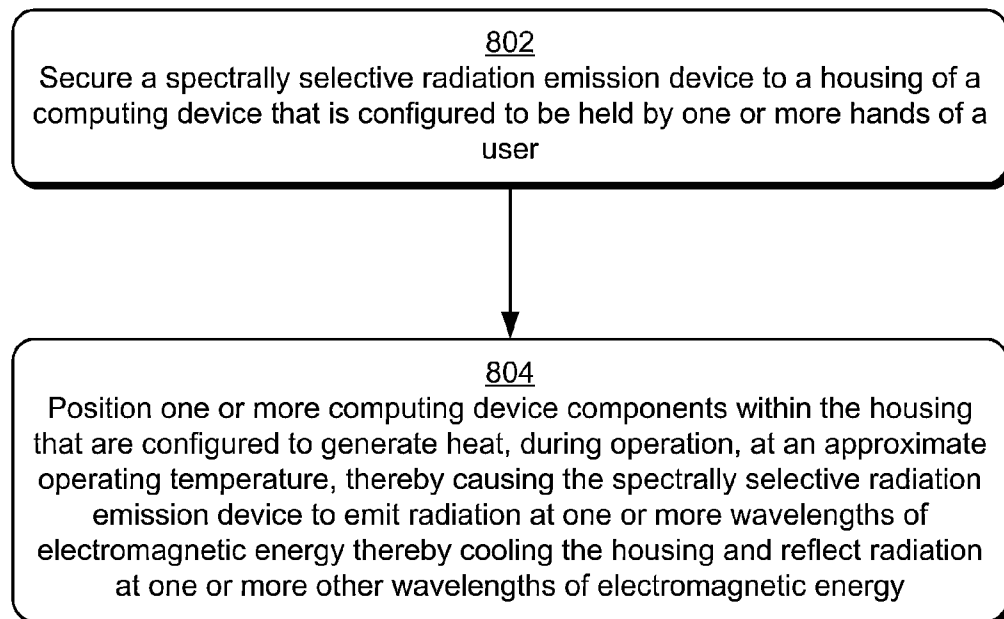 802
Secure a spectrally selective radiation emission device to a housing of a
computing device that is configured to be held by one or more hands of a
user
804
Position one or more computing device components within the housing
that are configured to generate heat, during operation, at an approximate
operating temperature, thereby causing the spectrally selective radiation
emission device to emit radiation at one or more wavelengths of
electromagnetic energy thereby cooling the housing and reflect radiation
at one or more other wavelengths of electromagnetic energy